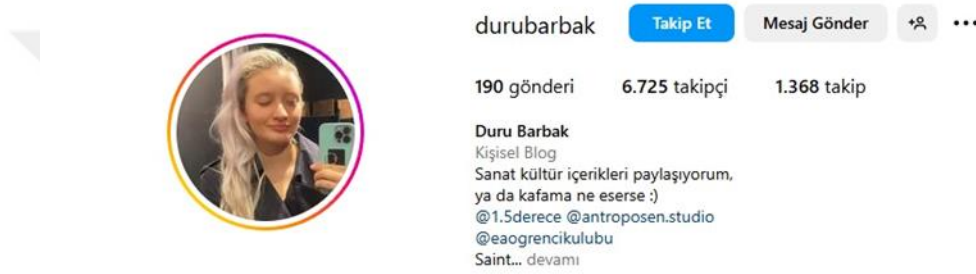 durubarbak Takip Et Mesaj Gönder
190 gönderi 6.725 takipçi 1.368 takip
Duru Barbak
Kişisel Blog
Sanat kültür içerikleri paylaşıyorum,
ya da kafama ne eserse :)
@1.5derece @antroposen.studio
@eaogrencikulubu
Saint... devamı